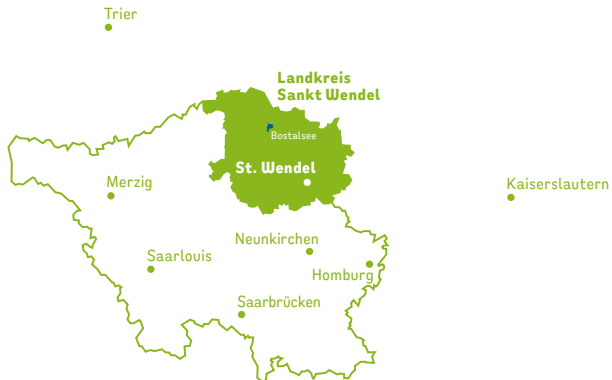 Trier
Landkreis
Sankt Wendel
Bostalsee
St. Wendel
Merzig
Kaiserslautern
Neunkirchen
Saarlouis
Homburg
Saarbrücken